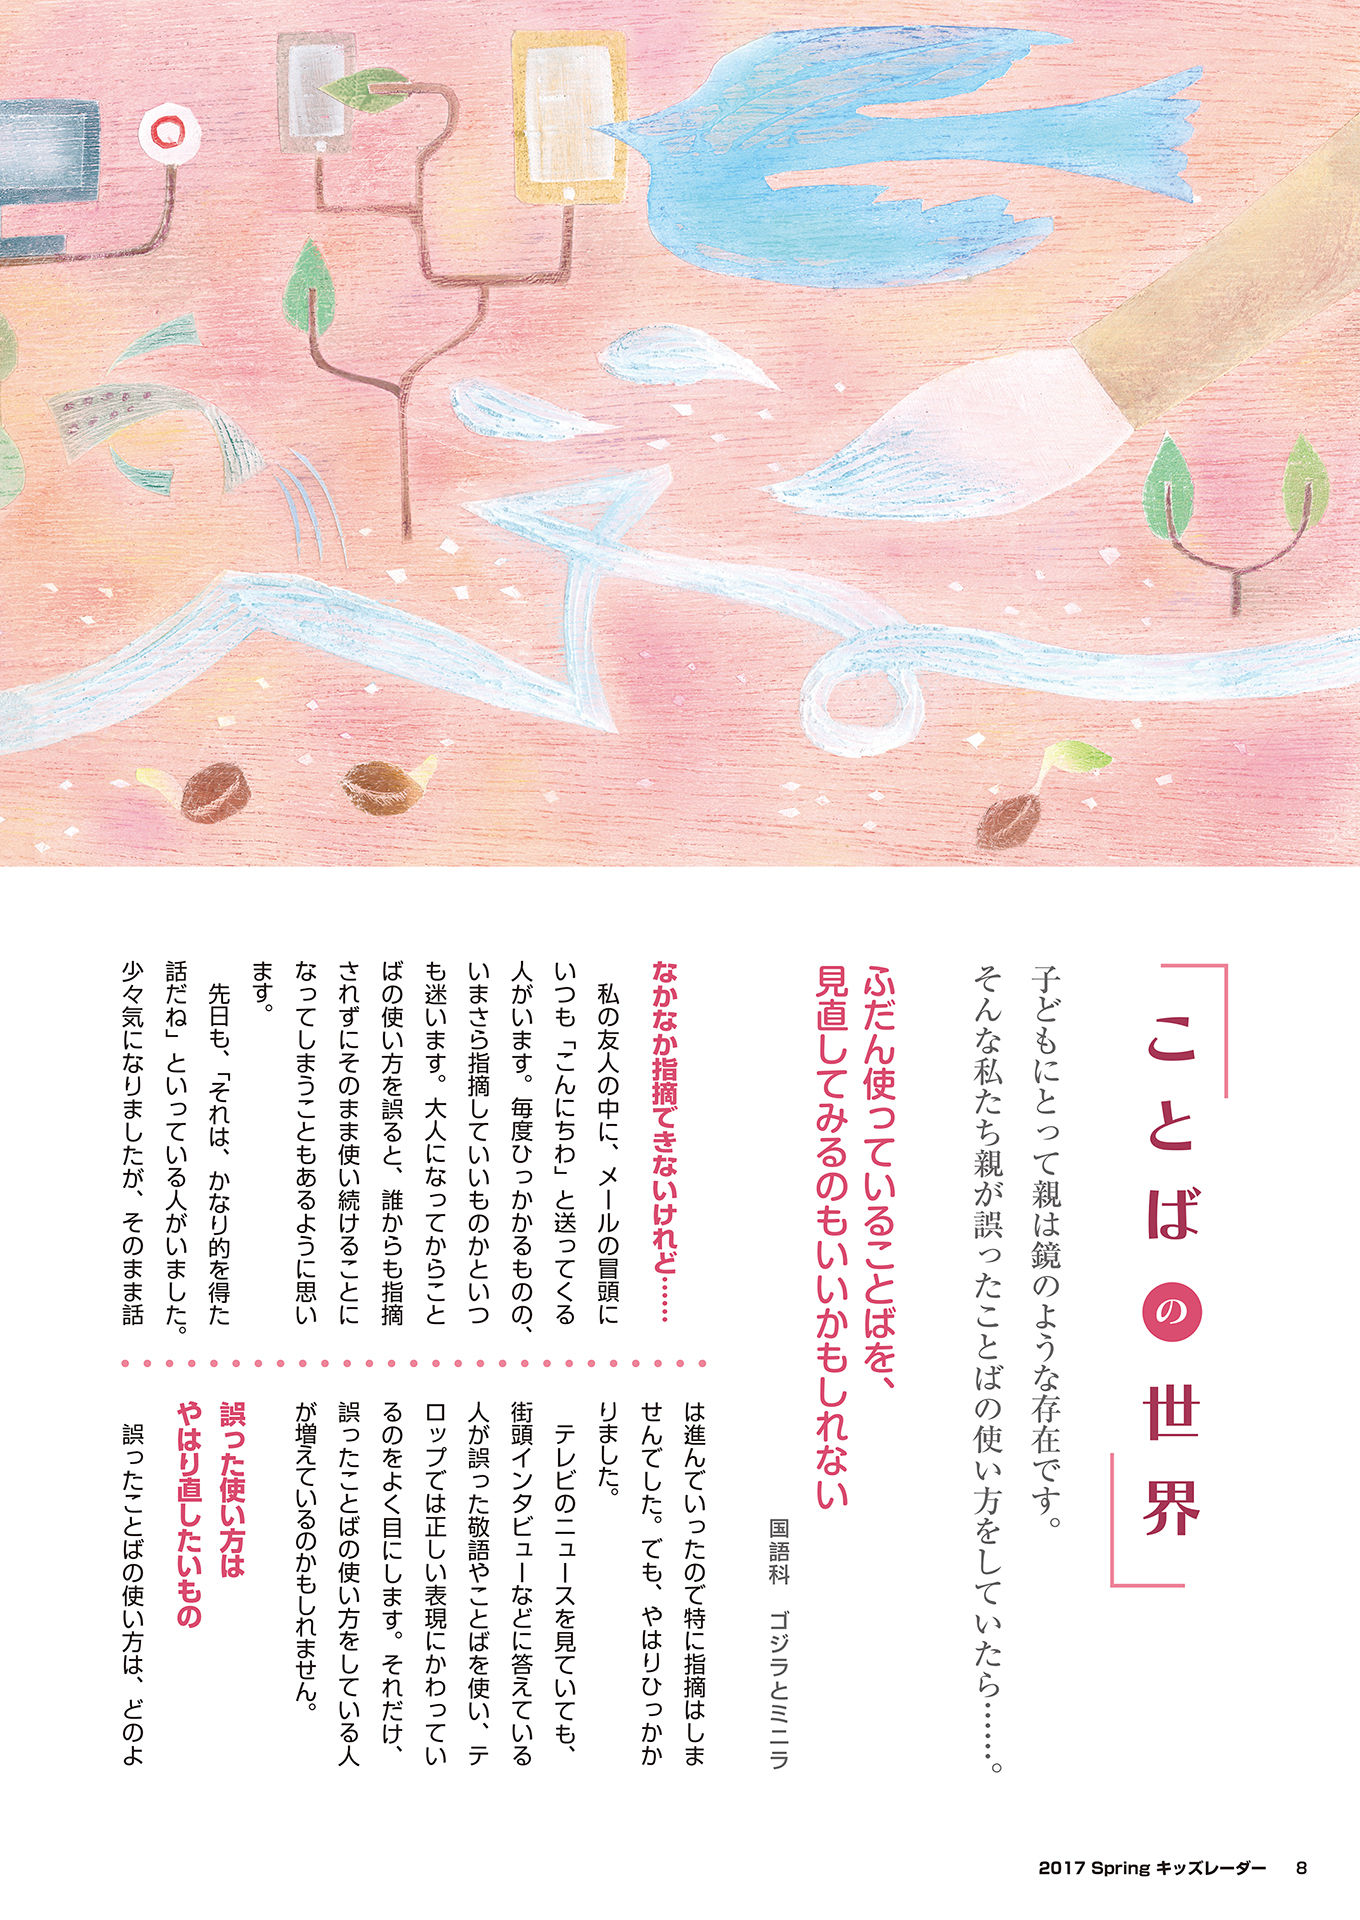 ことばの世界
子どもにとって親は鏡のような存在です。
そんな私たち親が誤ったことばの使い方をしていたら……。
ふだん使っていることばを、
見直してみるのもいいかもしれない
国語科　ゴジラとミニラ
なかなか指摘できないけれど……
　私の友人の中に、メールの冒頭に
いつも「こんにちわ」と送ってくる
人がいます。毎度ひっかかるものの、
いまさら指摘していいものかといつ
も迷います。大人になってからこと
ばの使い方を誤ると、誰からも指摘
されずにそのまま使い続けることに
なってしまうこともあるように思い
ます。
　先日も、「それは、かなり的を得た
話だね」といっている人がいました。
少々気になりましたが、そのまま話
は進んでいったので特に指摘はしま
せんでした。でも、やはりひっかか
りました。
　テレビのニュースを見ていても、
街頭インタビューなどに答えている
人が誤った敬語やことばを使い、テ
ロップでは正しい表現にかわってい
るのをよく目にします。それだけ、
誤ったことばの使い方をしている人
が増えているのかもしれません。
誤った使い方は
やはり直したいもの
　誤ったことばの使い方は、どのよ
2017 Spring キッズレーダー　8